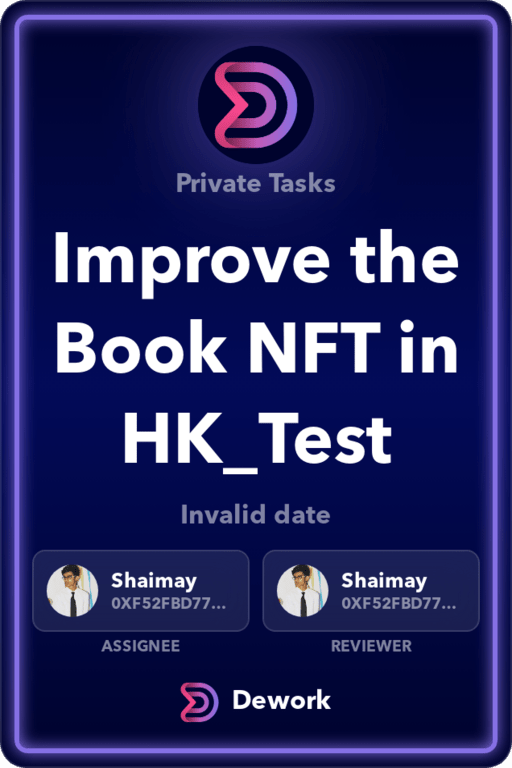 Private Tasks
Improve the
Book NFT in
HK_Test
Invalid date
Shaimay
0XF52FBD77...
Shaimay
0XF52FBD77...
ASSIGNEE
REVIEWER
Dework